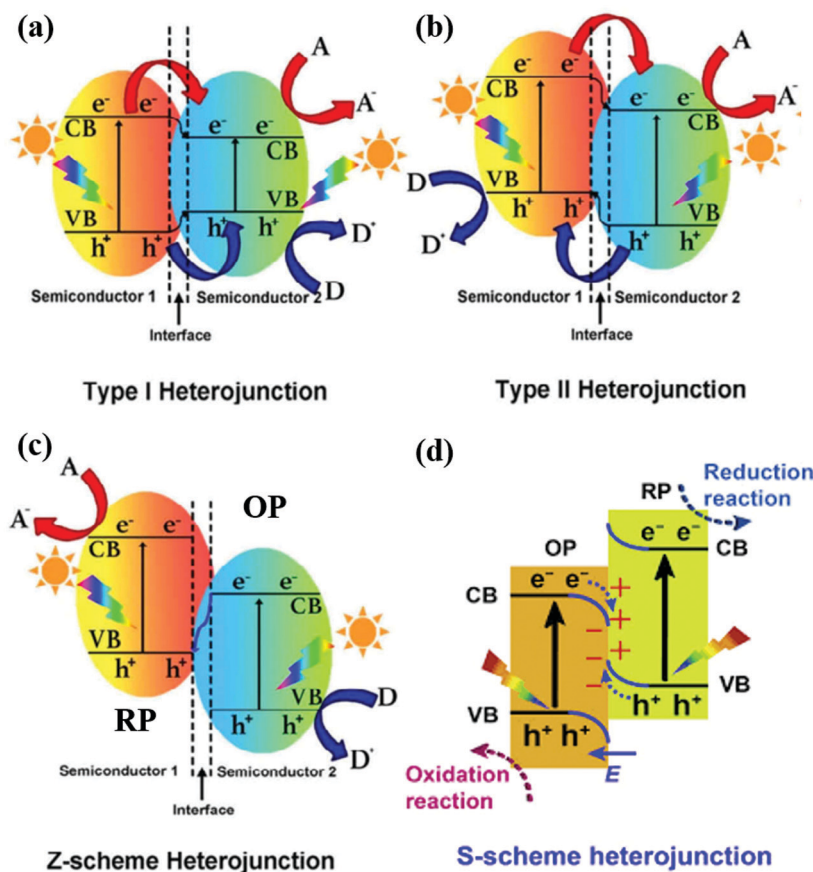 (a)
A
e⁻ e⁻
CB
e⁻ e⁻
A⁻
CB
VB
VB
h⁺ h⁺
h⁺ h⁺
D⁺
D
Semiconductor 1
Semiconductor 2
Interface
Type I Heterojunction
(b)
A
e⁻ e⁻
CB
e⁻ e⁻
A⁻
CB
D
VB
h⁺ h⁺
VB
D⁺
h⁺ h⁺
Semiconductor 1
Semiconductor 2
Interface
Type II Heterojunction
(c)
A
OP
A⁻
e⁻ e⁻
CB
e⁻ e⁻
CB
VB
h⁺ h⁺
RP
VB
D
h⁺ h⁺
D⁺
Semiconductor 1
Semiconductor 2
Interface
Z-scheme Heterojunction
(d)
Reduction
reaction
RP
e⁻ e⁻
CB
OP
e⁻ e⁻
CB
+
+
− +
−
VB
h⁺ h⁺
VB
h⁺ h⁺
E
Oxidation
reaction
S-scheme heterojunction